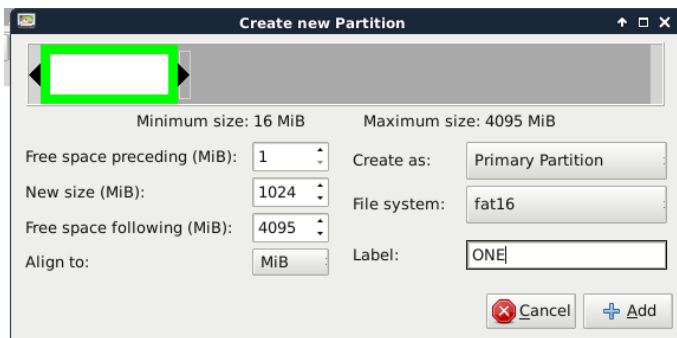 Create new Partition
Minimum size: 16 MiB Maximum size: 4095 MiB
Free space preceding (MiB): 1 Create as: Primary Partition
New size (MiB): 1024 File system: fat16
Free space following (MiB): 4095
Align to: MiB Label: ONE
Cancel Add